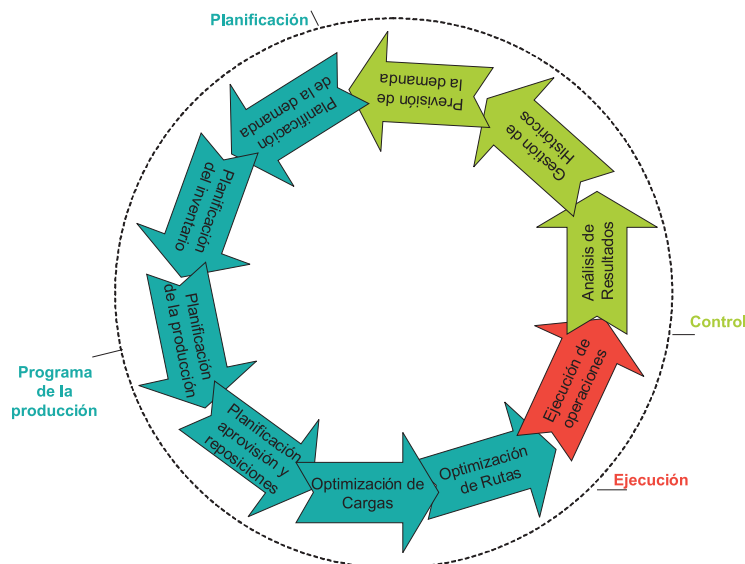 Planificación
Previsión de
la demanda
Planificación
de la demanda
Gestión de
Históricos
Planificación
del inventario
Análisis de
Resultados
Planificación
de la producción
Control
Programa
de la
producción
Ejecución de
operaciones
Planificación
aprovisión y
reposiciones
Optimización de
Cargas
Optimización
de Rutas
Ejecución